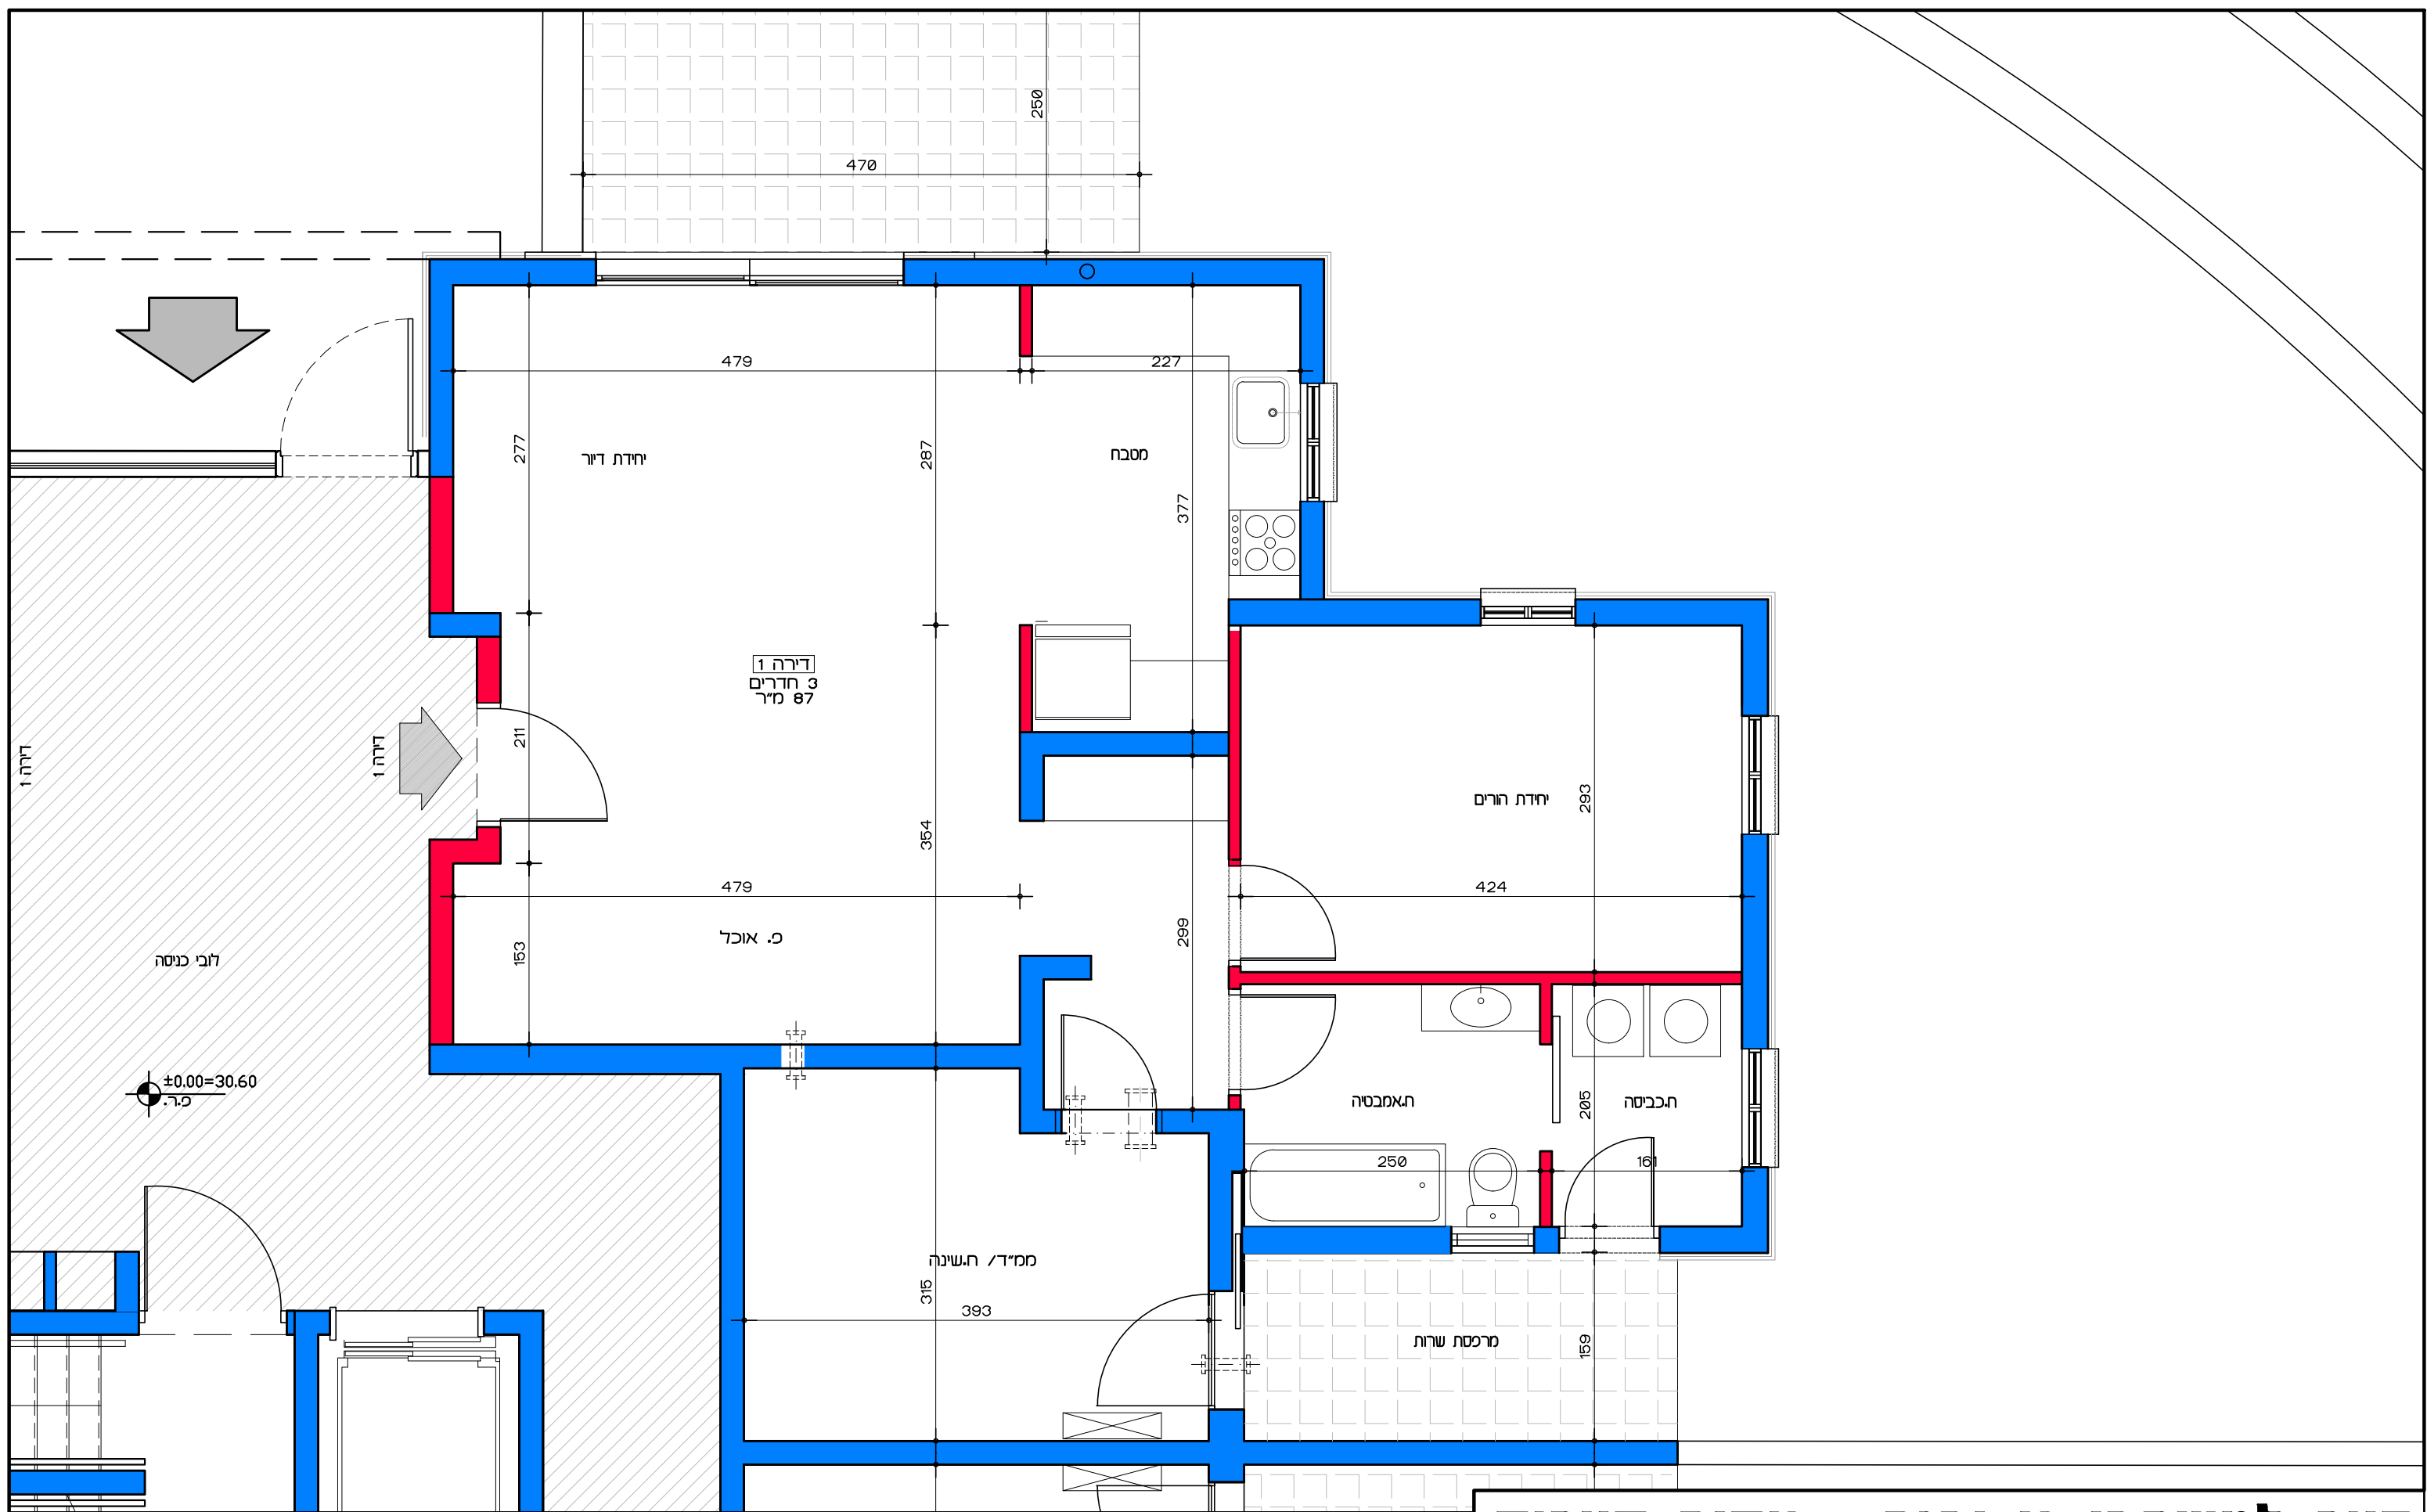 250
470
479
227
277
287
377
יחידת דיור
מטבח
דירה 1
3 חדרים
87 מ״ר
211
דירה 1
דירה 1
354
293
יחידת הורים
479
424
299
153
פ. אוכל
לובי כניסה
±0.00=30.60
פ.ר.
ח.אמבטיה
ח.כביסה
205
250
161
ממ״ד/ ח.שינה
315
393
מרפסת שרות
159